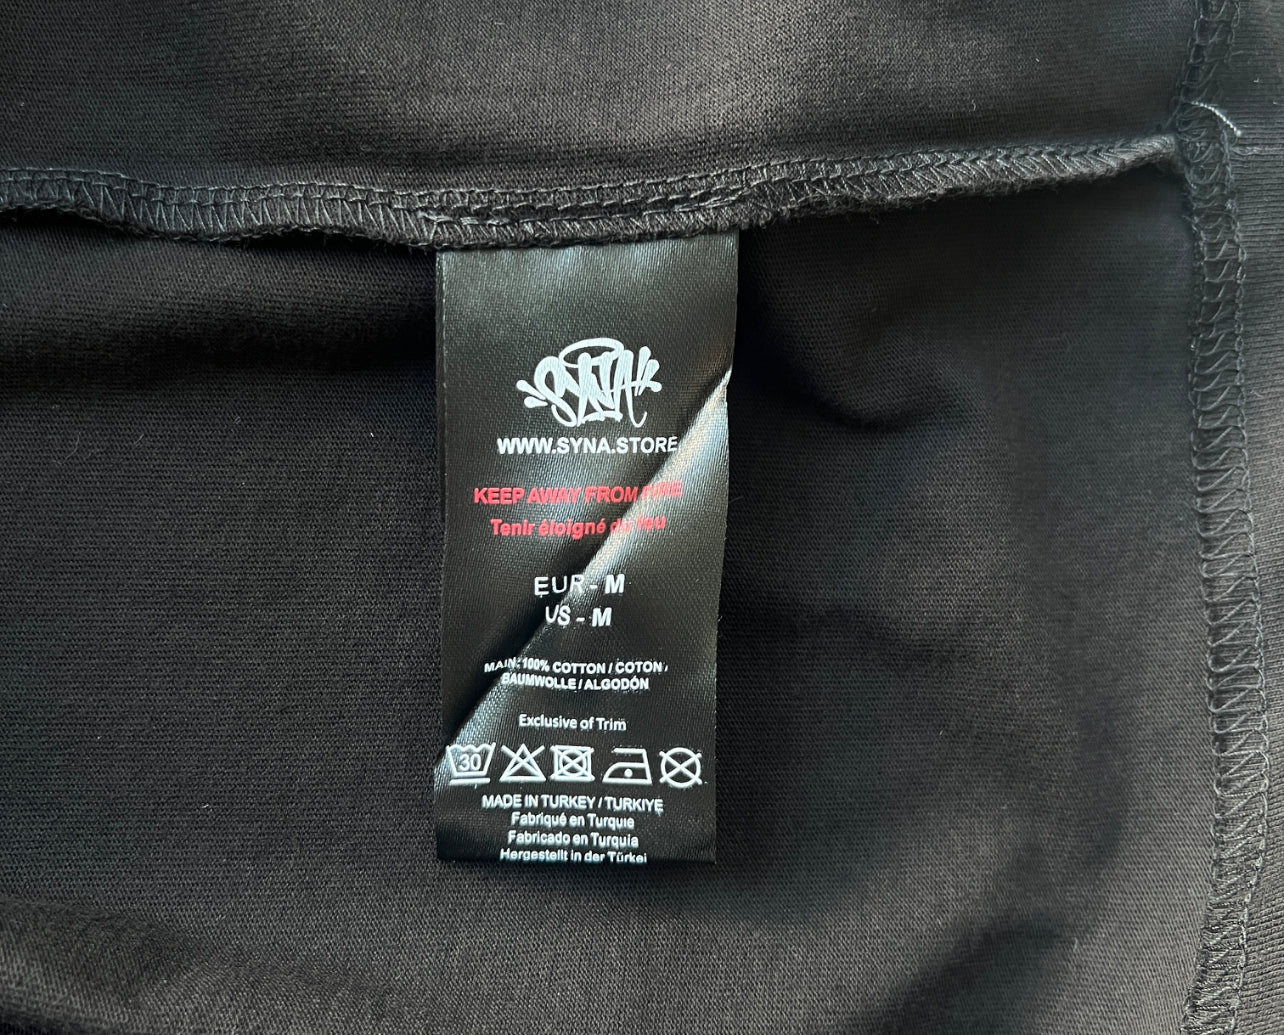 SYNA
WWW.SYNA.STORE
KEEP AWAY FROM FIRE
Tenir éloigné du feu
EUR - M
US - M
MAIN: 100% COTTON / COTON /
BAUMWOLLE / ALGODÓN
Exclusive of Trim
30
MADE IN TURKEY / TURKIYE
Fabriqué en Turquie
Fabricado en Turquia
Hergestellt in der Türkei